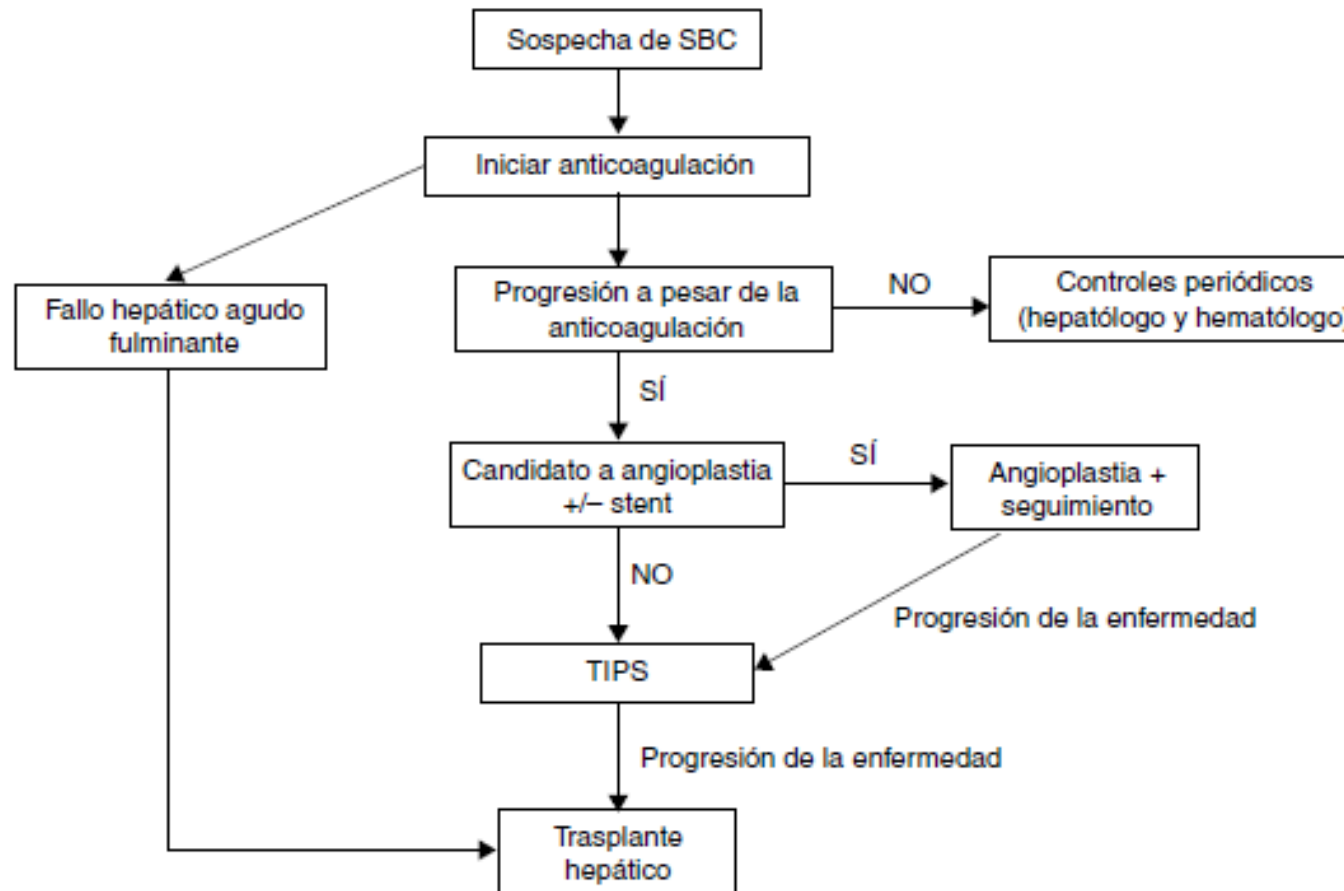 Sospecha de SBC
Iniciar anticoagulación
Fallo hepático agudo
fulminante
Progresión a pesar de la
anticoagulación
NO
Controles periódicos
(hepatólogo y hematólogo)
SÍ
Candidato a angioplastia
+/– stent
SÍ
Angioplastia +
seguimiento
NO
Progresión de la enfermedad
TIPS
Progresión de la enfermedad
Trasplante
hepático